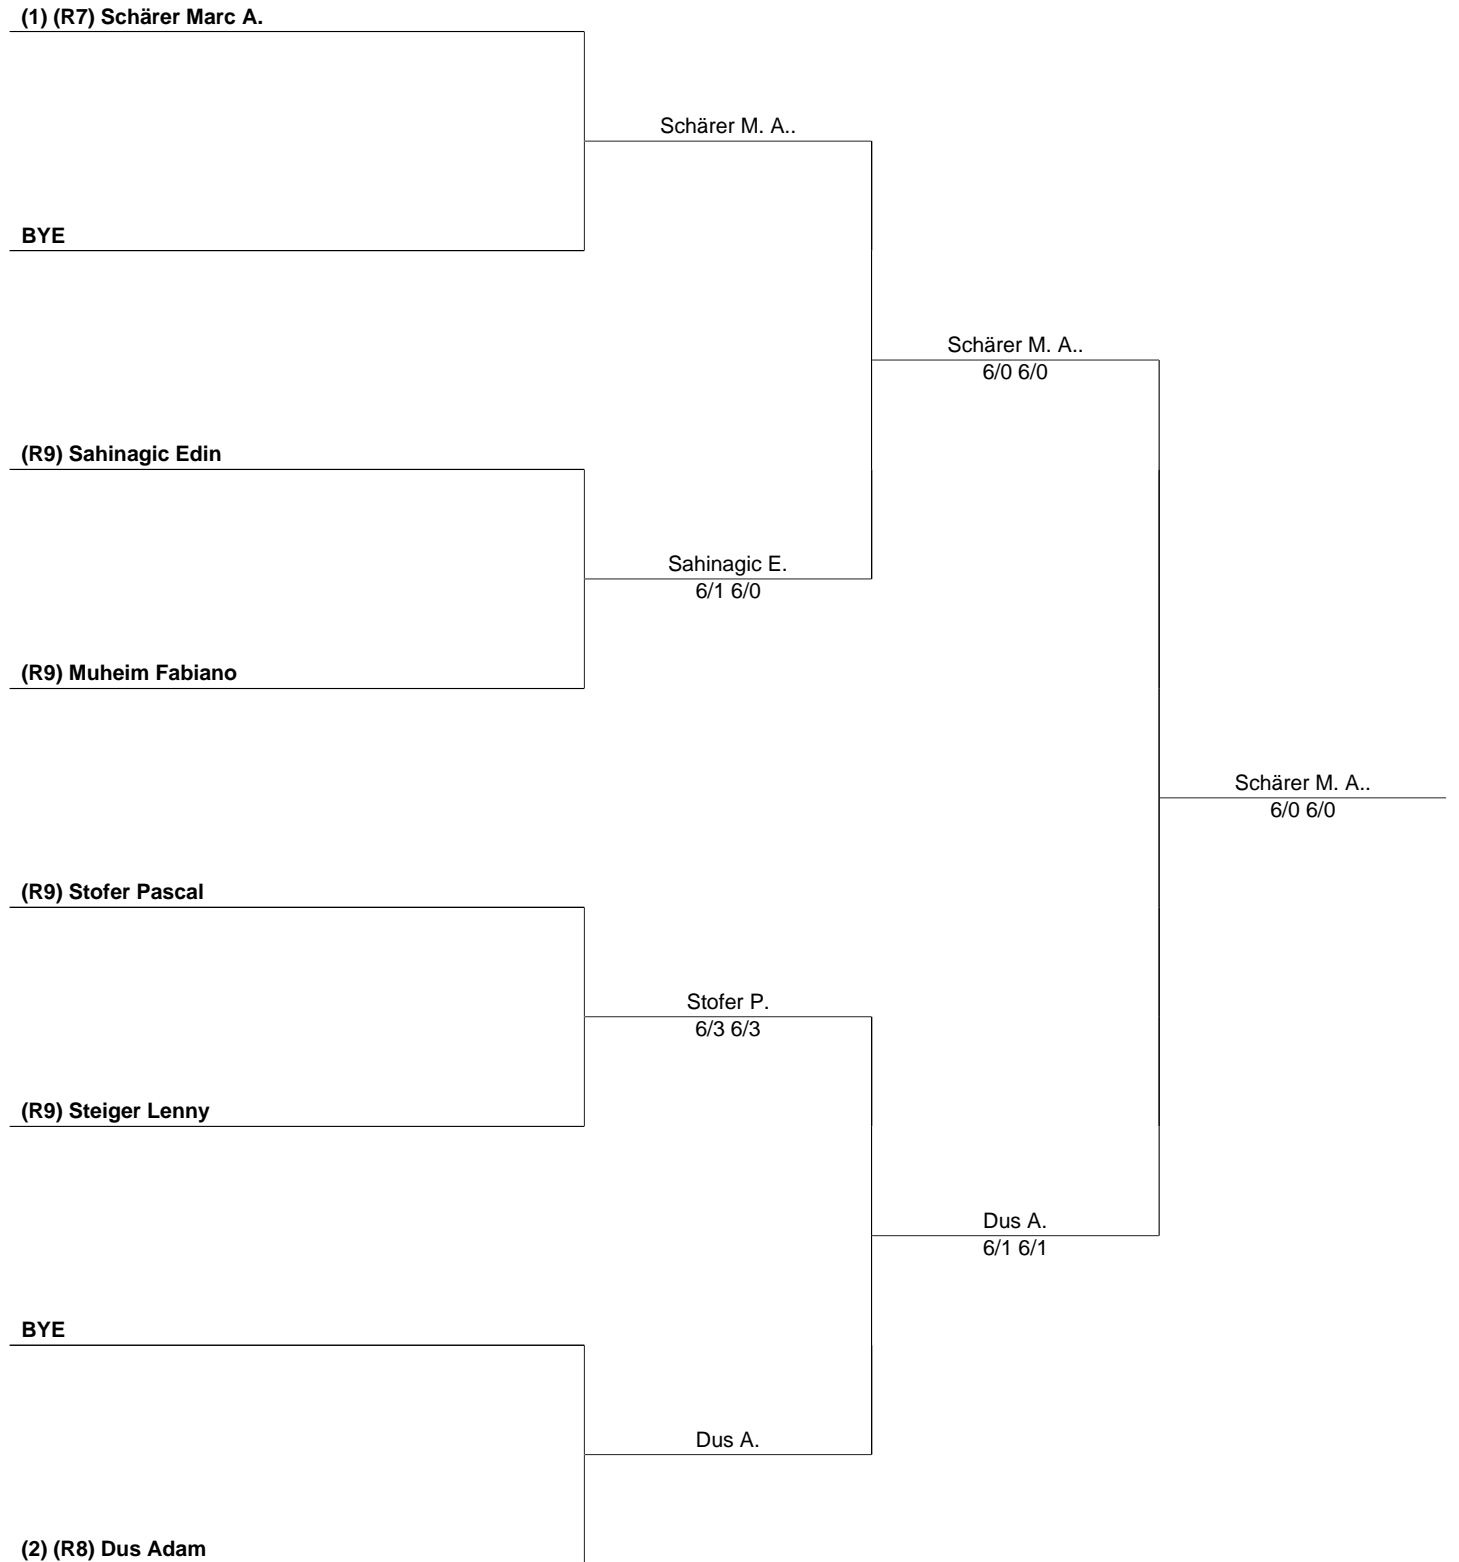 (1) (R7) Schärer Marc A.
Schärer M. A..
BYE
Schärer M. A..
6/0 6/0
(R9) Sahinagic Edin
Sahinagic E.
6/1 6/0
(R9) Muheim Fabiano
Schärer M. A..
6/0 6/0
(R9) Stofer Pascal
Stofer P.
6/3 6/3
(R9) Steiger Lenny
Dus A.
6/1 6/1
BYE
Dus A.
(2) (R8) Dus Adam